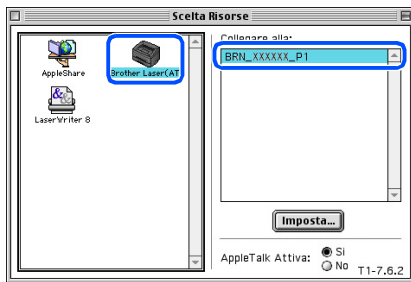 Scelta Risorse
AppleShare
Brother Laser(AT
LaserWriter 8
Collegare alla:
BRN_XXXXXX_P1
Imposta...
AppleTalk Attiva:
Si
No
T1-7.6.2